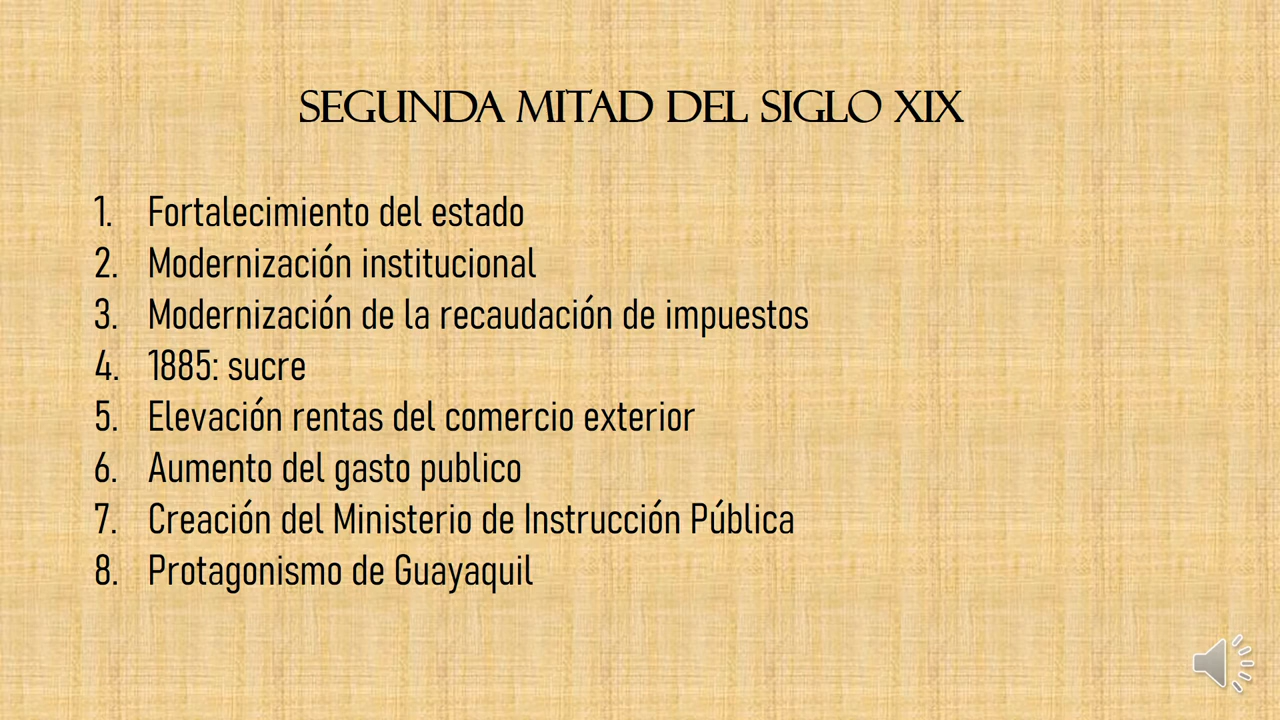 SEGUNDA MITAD DEL SIGLO XIX
1. Fortalecimiento del estado
2. Modernización institucional
3. Modernización de la recaudación de impuestos
4. 1885: sucre
5. Elevación rentas del comercio exterior
6. Aumento del gasto publico
7. Creación del Ministerio de Instrucción Pública
8. Protagonismo de Guayaquil